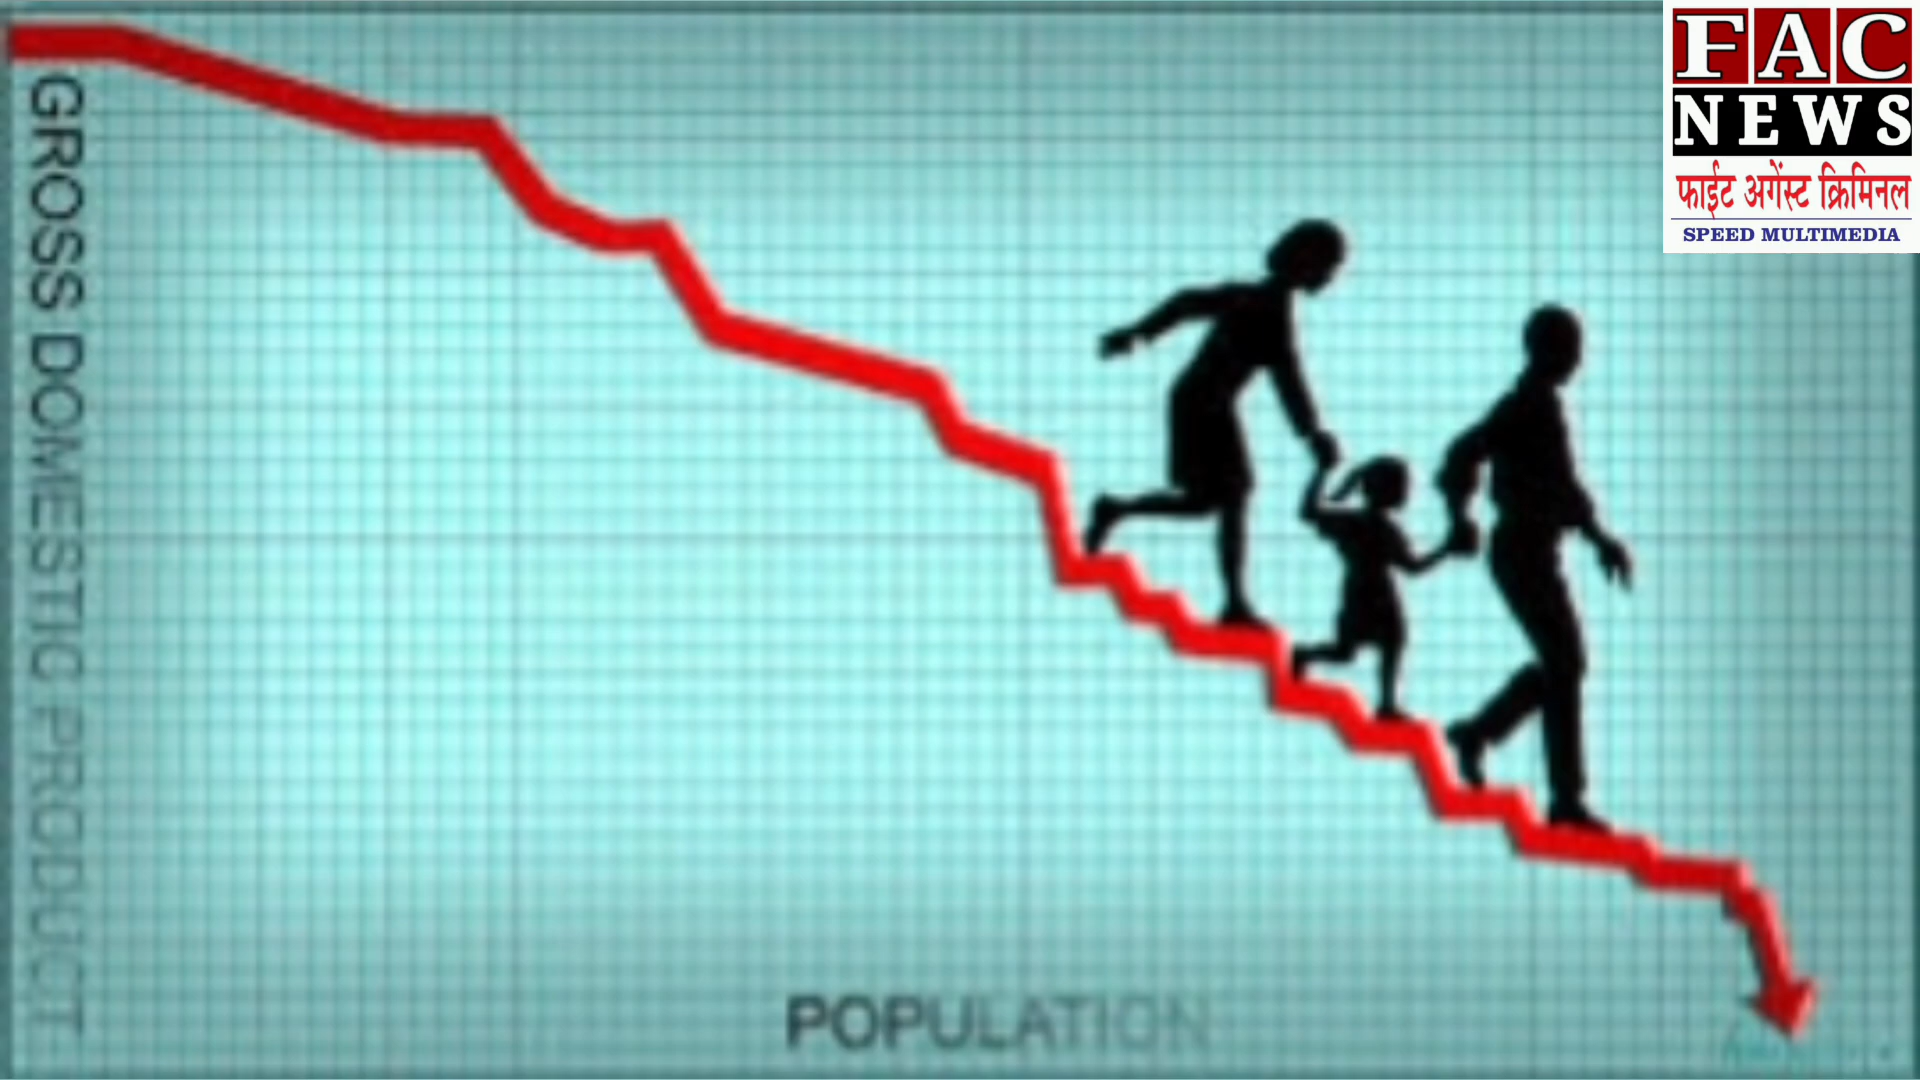 FAC
NEWS
फाईट अगेंस्ट क्रिमिनल
SPEED MULTIMEDIA
GROSS DOMESTIC PRODUCT
POPULATION